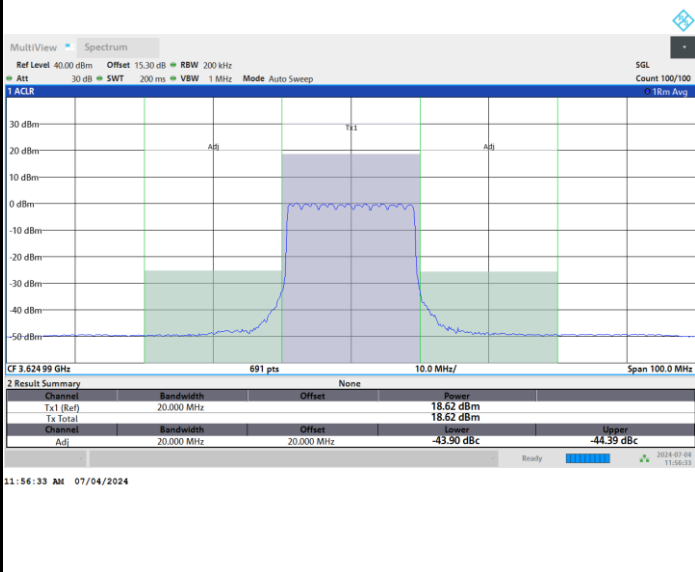 MultiView Spectrum
Ref Level 40.00 dBm Offset 15.30 dB RBW 200 kHz SGL
Att 30 dB SWT 200 ms VBW 1 MHz Mode Auto Sweep Count 100/100
1 ACLR 1Rm Avg
30 dBm
Tx1
20 dBm
Adj Adj
10 dBm
0 dBm
-10 dBm
-20 dBm
-30 dBm
-40 dBm
-50 dBm
CF 3.624 99 GHz 691 pts 10.0 MHz/ Span 100.0 MHz
2 Result Summary None
Channel Bandwidth Offset Power
Tx1 (Ref) 20.000 MHz 18.62 dBm
Tx Total 18.62 dBm
Channel Bandwidth Offset Lower Upper
Adj 20.000 MHz 20.000 MHz -43.90 dBc -44.39 dBc
Ready 2024-07-04
11:56:33
11:56:33 AM 07/04/2024